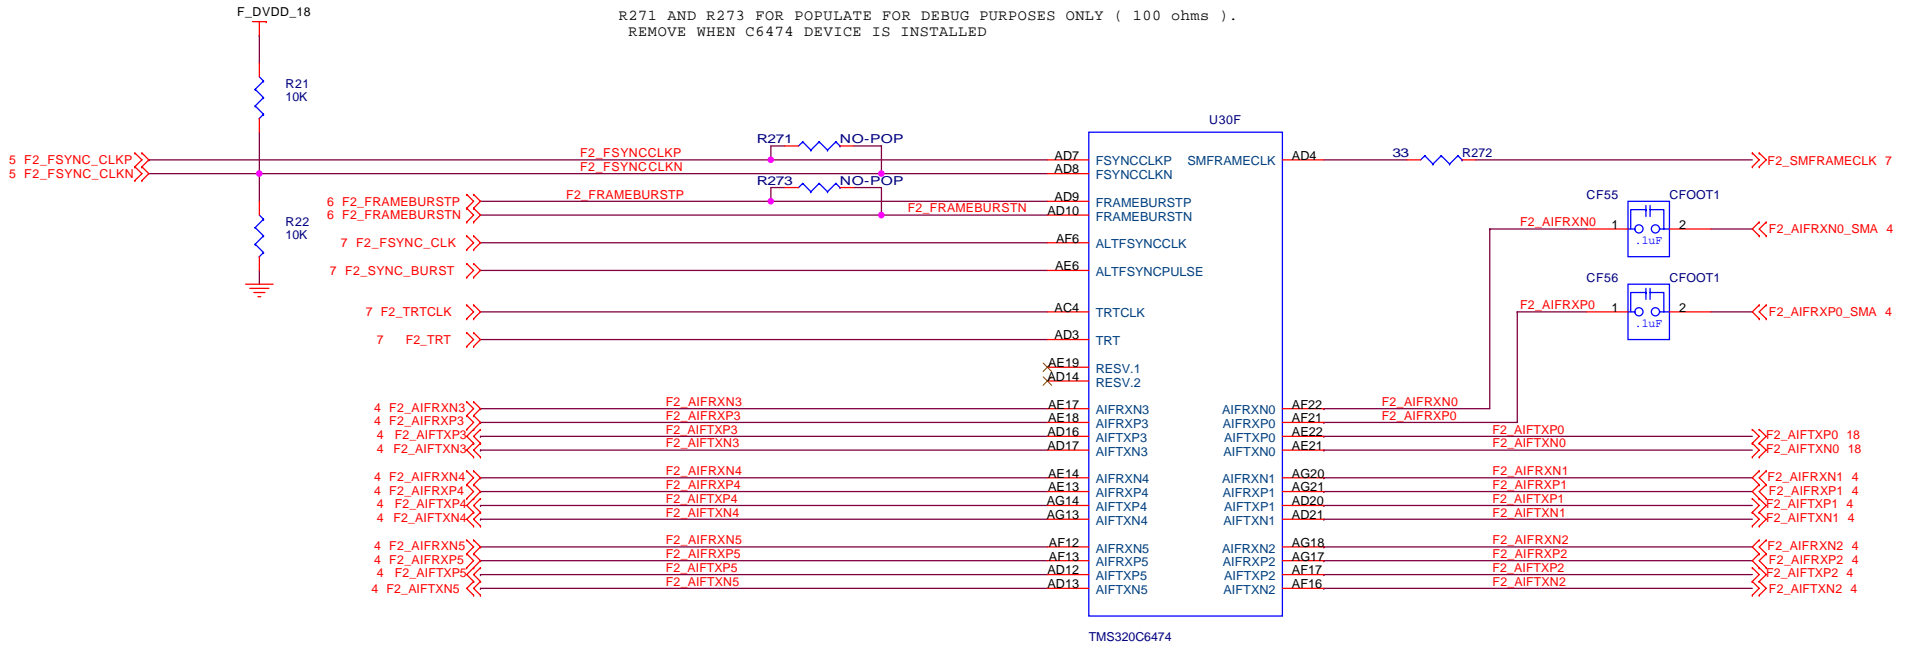 F_DVDD_18
R271 AND R273 FOR POPULATE FOR DEBUG PURPOSES ONLY ( 100 ohms ).
REMOVE WHEN C6474 DEVICE IS INSTALLED
R21
10K
U30F
5 F2_FSYNC_CLKP
F2_FSYNCCLKP
R271
NO-POP
AD7
FSYNCCLKP
SMFRAMECLK
AD4
33
R272
F2_SMFRAMECLK 7
5 F2_FSYNC_CLKN
F2_FSYNCCLKN
AD8
FSYNCCLKN
R273
NO-POP
6 F2_FRAMEBURSTP
F2_FRAMEBURSTP
AD9
FRAMEBURSTP
6 F2_FRAMEBURSTN
F2_FRAMEBURSTN
AD10
FRAMEBURSTN
R22
10K
7 F2_FSYNC_CLK
AF6
ALTFSYNCCLK
7 F2_SYNC_BURST
AE6
ALTFSYNCPULSE
7 F2_TRTCLK
AC4
TRTCLK
7 F2_TRT
AD3
TRT
AE19
RESV.1
AD14
RESV.2
CF55
CFOOT1
F2_AIFRXN0
1
2
.1uF
F2_AIFRXN0_SMA 4
CF56
CFOOT1
F2_AIFRXP0
1
2
.1uF
F2_AIFRXP0_SMA 4
4 F2_AIFRXN3
F2_AIFRXN3
AE17
AIFRXN3
AIFRXN0
AF22
F2_AIFRXN0
4 F2_AIFRXP3
F2_AIFRXP3
AE18
AIFRXP3
AIFRXP0
AF21
F2_AIFRXP0
4 F2_AIFTXP3
F2_AIFTXP3
AD16
AIFTXP3
AIFTXP0
AE22
F2_AIFTXP0
F2_AIFTXP0 18
4 F2_AIFTXN3
F2_AIFTXN3
AD17
AIFTXN3
AIFTXN0
AE21
F2_AIFTXN0
F2_AIFTXN0 18
4 F2_AIFRXN4
F2_AIFRXN4
AE14
AIFRXN4
AIFRXN1
AG20
F2_AIFRXN1
F2_AIFRXN1 4
4 F2_AIFRXP4
F2_AIFRXP4
AE13
AIFRXP4
AIFRXP1
AG21
F2_AIFRXP1
F2_AIFRXP1 4
4 F2_AIFTXP4
F2_AIFTXP4
AG14
AIFTXP4
AIFTXP1
AD20
F2_AIFTXP1
F2_AIFTXP1 4
4 F2_AIFTXN4
F2_AIFTXN4
AG13
AIFTXN4
AIFTXN1
AD21
F2_AIFTXN1
F2_AIFTXN1 4
4 F2_AIFRXN5
F2_AIFRXN5
AF12
AIFRXN5
AIFRXN2
AG18
F2_AIFRXN2
F2_AIFRXN2 4
4 F2_AIFRXP5
F2_AIFRXP5
AF13
AIFRXP5
AIFRXP2
AG17
F2_AIFRXP2
F2_AIFRXP2 4
4 F2_AIFTXP5
F2_AIFTXP5
AD12
AIFTXP5
AIFTXP2
AF17
F2_AIFTXP2
F2_AIFTXP2 4
4 F2_AIFTXN5
F2_AIFTXN5
AD13
AIFTXN5
AIFTXN2
AF16
F2_AIFTXN2
F2_AIFTXN2 4
TMS320C6474